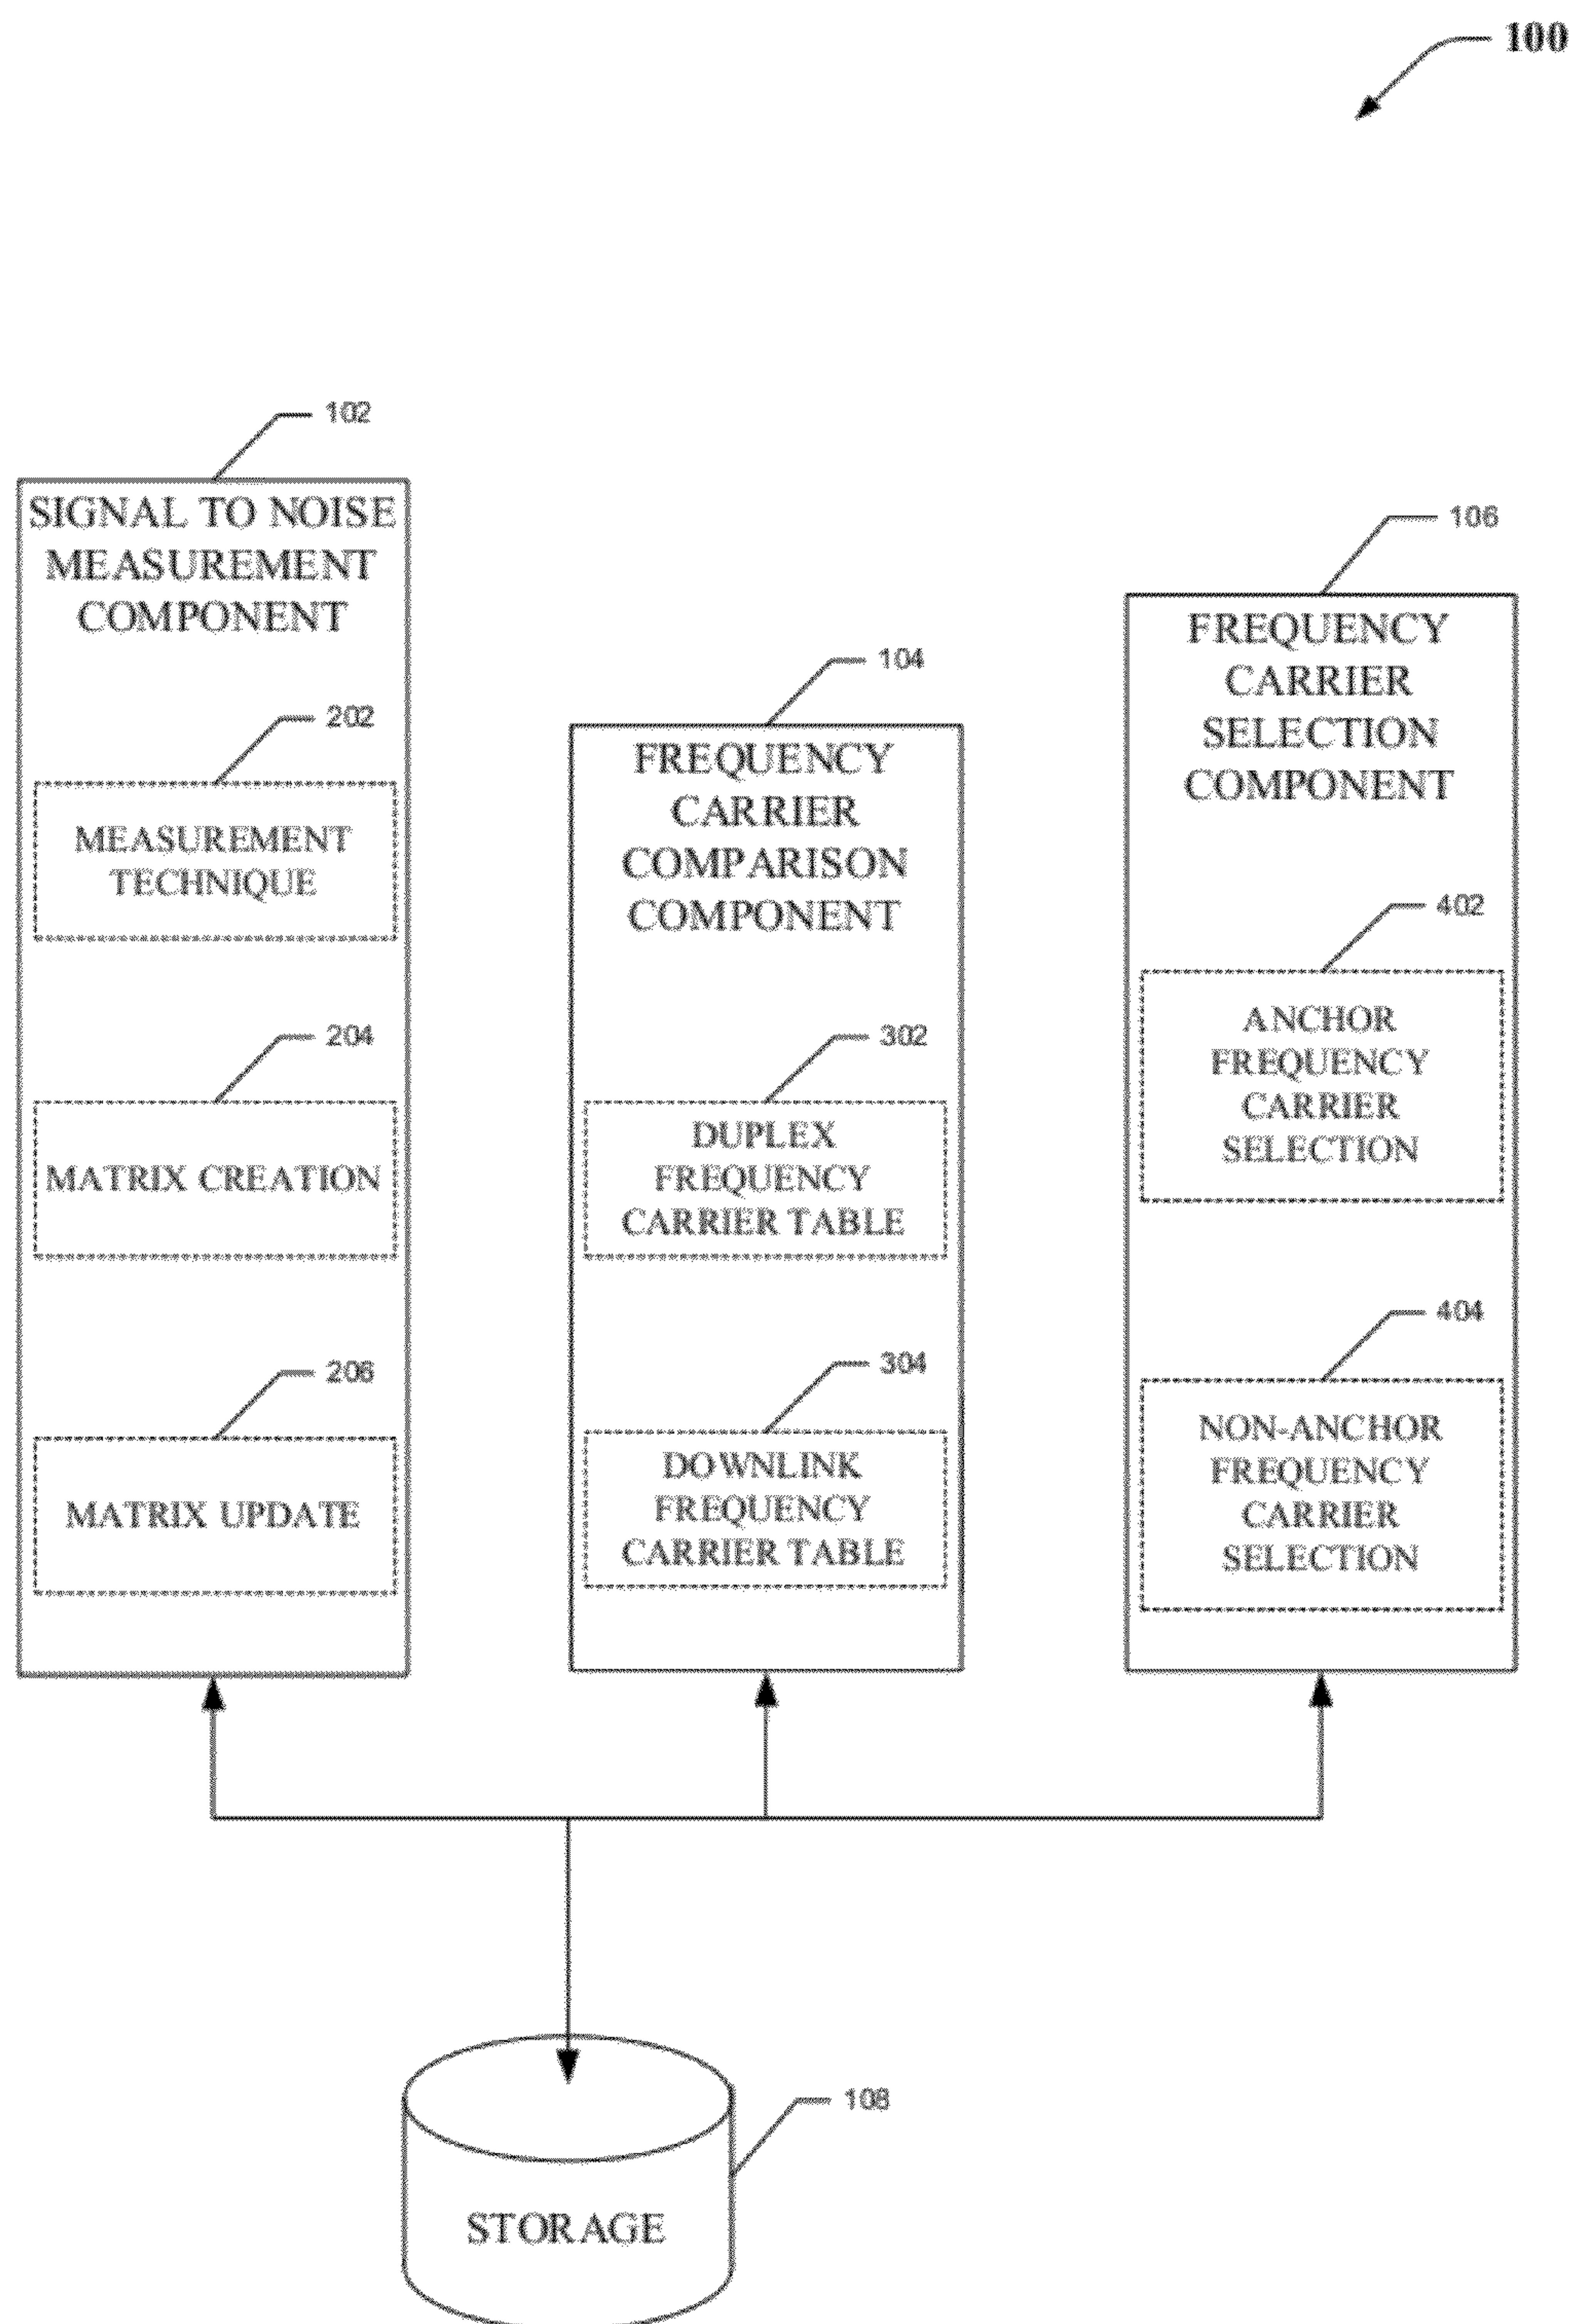 100
102
SIGNAL TO NOISE
MEASUREMENT
COMPONENT
202
MEASUREMENT
TECHNIQUE
204
MATRIX CREATION
206
MATRIX UPDATE
104
FREQUENCY
CARRIER
COMPARISON
COMPONENT
302
DUPLEX
FREQUENCY
CARRIER TABLE
304
DOWNLINK
FREQUENCY
CARRIER TABLE
106
FREQUENCY
CARRIER
SELECTION
COMPONENT
402
ANCHOR
FREQUENCY
CARRIER
SELECTION
404
NON-ANCHOR
FREQUENCY
CARRIER
SELECTION
108
STORAGE